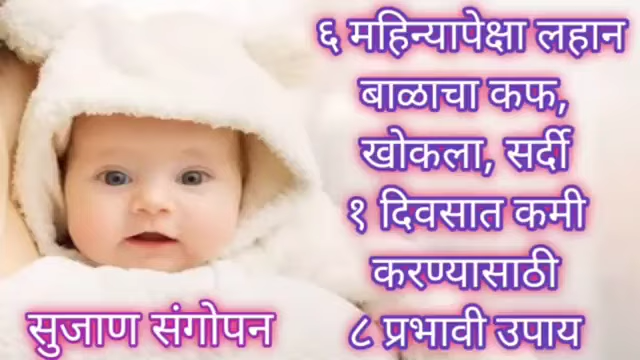 ६ महिन्यापेक्षा लहान
बाळाचा कफ,
खोकला, सर्दी
१ दिवसात कमी
करण्यासाठी
८ प्रभावी उपाय
सुजाण संगोपन